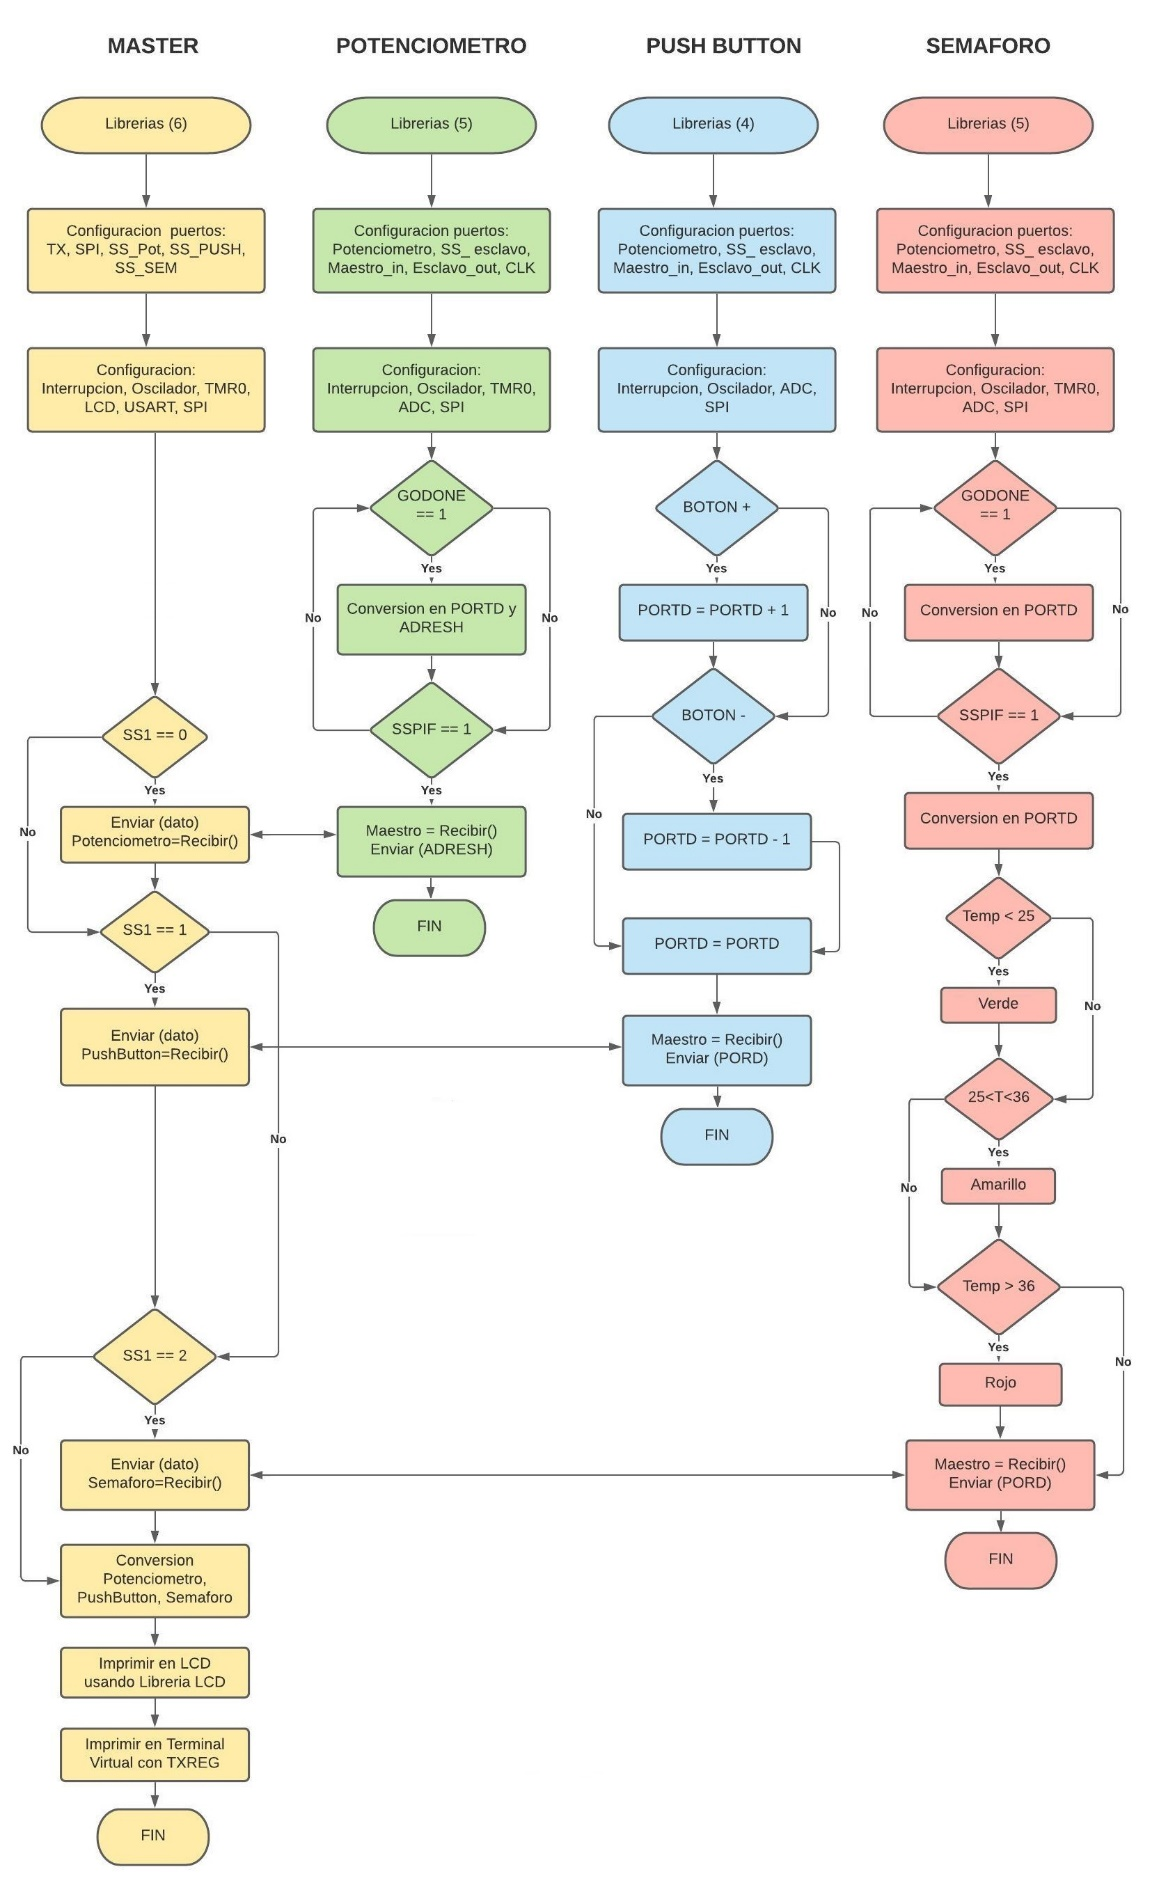 MASTER
Librerias (6)
Configuracion  puertos:
TX, SPI, SS_Pot, SS_PUSH,
SS_SEM
Configuracion:
Interrupcion, Oscilador, TMR0,
LCD, USART, SPI
SS1 == 0
Yes
No
Enviar (dato)
Potenciometro=Recibir()
SS1 == 1
Yes
No
Enviar (dato)
PushButton=Recibir()
SS1 == 2
Yes
No
Enviar (dato)
Semaforo=Recibir()
Conversion
Potenciometro,
PushButton, Semaforo
Imprimir en LCD
usando Libreria LCD
Imprimir en Terminal
Virtual con TXREG
FIN
POTENCIOMETRO
Librerias (5)
Configuracion puertos:
Potenciometro, SS_ esclavo,
Maestro_in, Esclavo_out, CLK
Configuracion:
Interrupcion, Oscilador, TMR0,
ADC, SPI
GODONE
== 1
Yes
No
No
Conversion en PORTD y
ADRESH
SSPIF == 1
Yes
Maestro = Recibir()
Enviar (ADRESH)
FIN
PUSH BUTTON
Librerias (4)
Configuracion puertos:
Potenciometro, SS_ esclavo,
Maestro_in, Esclavo_out, CLK
Configuracion:
Interrupcion, Oscilador, ADC,
SPI
BOTON +
Yes
No
PORTD = PORTD + 1
BOTON -
Yes
No
PORTD = PORTD - 1
PORTD = PORTD
Maestro = Recibir()
Enviar (PORD)
FIN
SEMAFORO
Librerias (5)
Configuracion puertos:
Potenciometro, SS_ esclavo,
Maestro_in, Esclavo_out, CLK
Configuracion:
Interrupcion, Oscilador, TMR0,
ADC, SPI
GODONE
== 1
Yes
No
No
Conversion en PORTD
SSPIF == 1
Yes
Conversion en PORTD
Temp < 25
Yes
No
Verde
25<T<36
Yes
No
Amarillo
Temp > 36
Yes
No
Rojo
Maestro = Recibir()
Enviar (PORD)
FIN